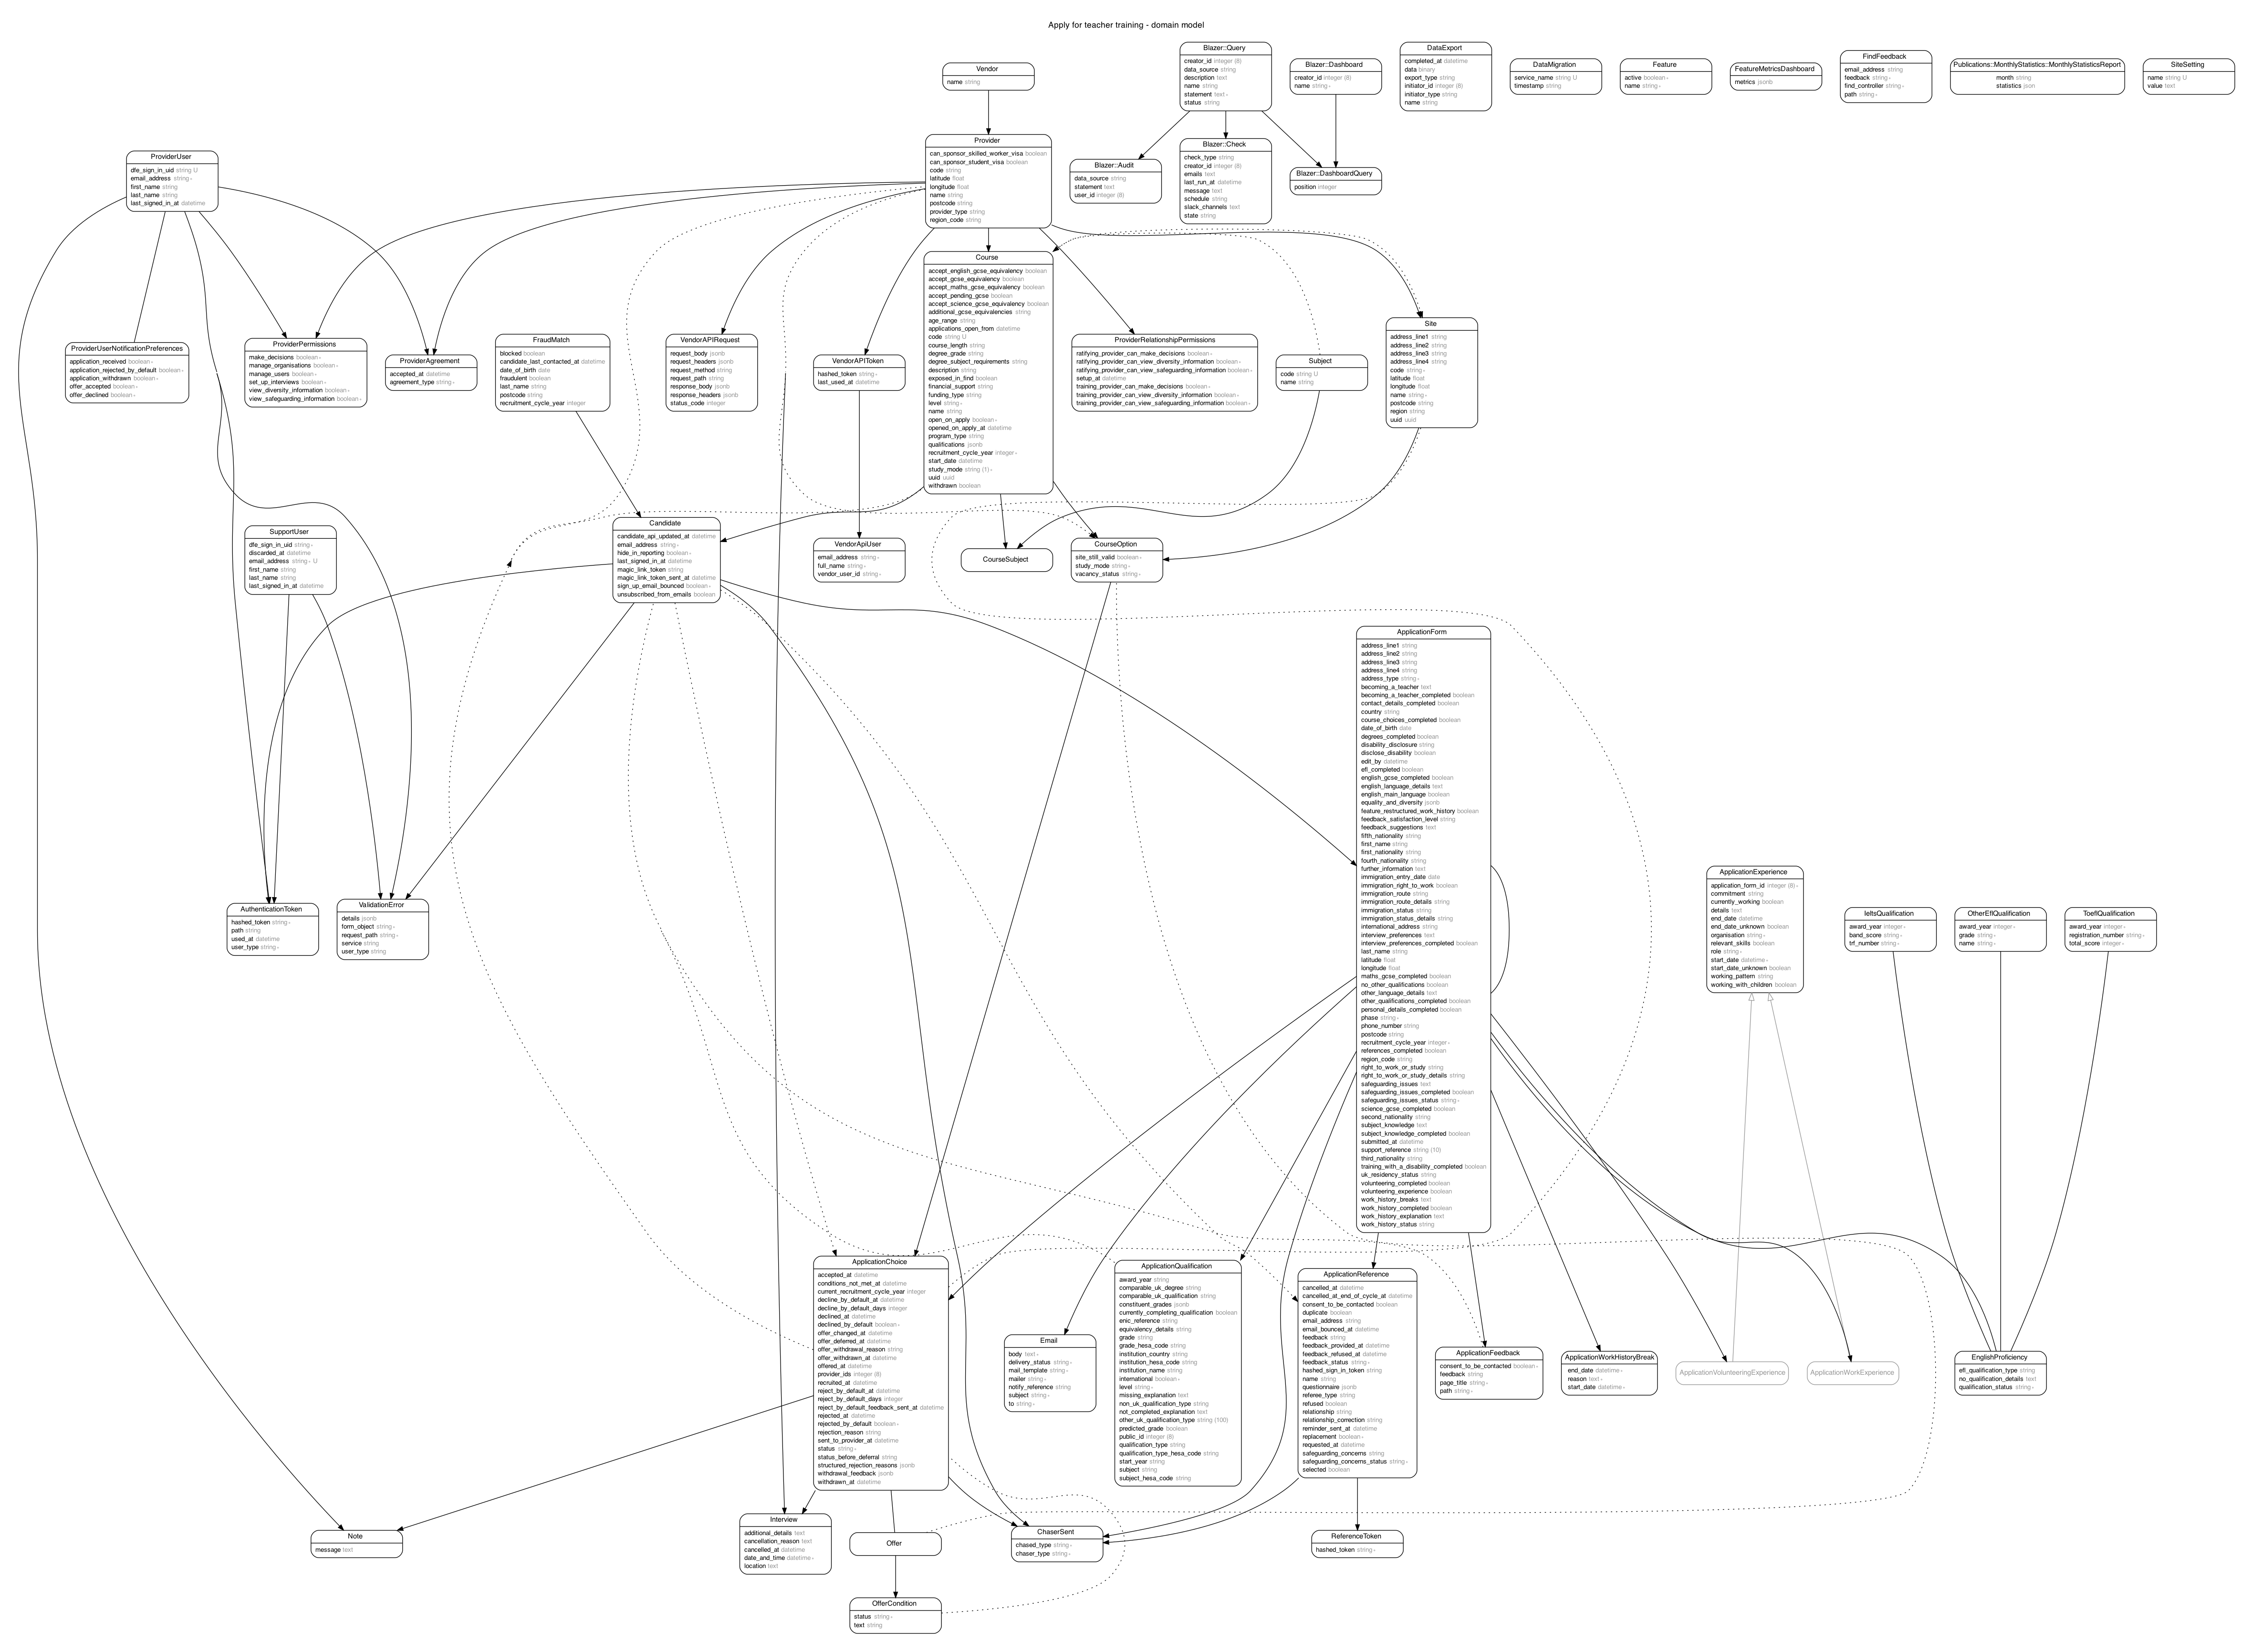 Apply for teacher training - domain model
Vendor
name string
Blazer::Query
creator_id integer (8)
data_source string
description text
name string
statement text ∗
status string
Blazer::Dashboard
creator_id integer (8)
name string ∗
DataExport
completed_at datetime
data binary
export_type string
initiator_id integer (8)
initiator_type string
name string
DataMigration
service_name string U
timestamp string
Feature
active boolean ∗
name string ∗
FeatureMetricsDashboard
metrics jsonb
FindFeedback
email_address string
feedback string ∗
find_controller string ∗
path string ∗
Publications::MonthlyStatistics::MonthlyStatisticsReport
month string
statistics json
SiteSetting
name string U
value text
ProviderUser
dfe_sign_in_uid string U
email_address string ∗
first_name string
last_name string
last_signed_in_at datetime
Provider
can_sponsor_skilled_worker_visa boolean
can_sponsor_student_visa boolean
code string
latitude float
longitude float
name string
postcode string
provider_type string
region_code string
Blazer::Audit
data_source string
statement text
user_id integer (8)
Blazer::Check
check_type string
creator_id integer (8)
emails text
last_run_at datetime
message text
schedule string
slack_channels text
state string
Blazer::DashboardQuery
position integer
ProviderUserNotificationPreferences
application_received boolean ∗
application_rejected_by_default boolean ∗
application_withdrawn boolean ∗
offer_accepted boolean ∗
offer_declined boolean ∗
ProviderPermissions
make_decisions boolean ∗
manage_organisations boolean ∗
manage_users boolean ∗
set_up_interviews boolean ∗
view_diversity_information boolean ∗
view_safeguarding_information boolean ∗
ProviderAgreement
accepted_at datetime
agreement_type string ∗
FraudMatch
blocked boolean
candidate_last_contacted_at datetime
date_of_birth date
fraudulent boolean
last_name string
postcode string
recruitment_cycle_year integer
VendorAPIRequest
request_body jsonb
request_headers jsonb
request_method string
request_path string
response_body jsonb
response_headers jsonb
status_code integer
VendorAPIToken
hashed_token string ∗
last_used_at datetime
Course
accept_english_gcse_equivalency boolean
accept_gcse_equivalency boolean
accept_maths_gcse_equivalency boolean
accept_pending_gcse boolean
accept_science_gcse_equivalency boolean
additional_gcse_equivalencies string
age_range string
applications_open_from datetime
code string U
course_length string
degree_grade string
degree_subject_requirements string
description string
exposed_in_find boolean
financial_support string
funding_type string
level string ∗
name string
open_on_apply boolean ∗
opened_on_apply_at datetime
program_type string
qualifications jsonb
recruitment_cycle_year integer ∗
start_date datetime
study_mode string (1) ∗
uuid uuid
withdrawn boolean
ProviderRelationshipPermissions
ratifying_provider_can_make_decisions boolean ∗
ratifying_provider_can_view_diversity_information boolean ∗
ratifying_provider_can_view_safeguarding_information boolean ∗
setup_at datetime
training_provider_can_make_decisions boolean ∗
training_provider_can_view_diversity_information boolean ∗
training_provider_can_view_safeguarding_information boolean ∗
Subject
code string U
name string
Site
address_line1 string
address_line2 string
address_line3 string
address_line4 string
code string ∗
latitude float
longitude float
name string ∗
postcode string
region string
uuid uuid
SupportUser
dfe_sign_in_uid string ∗
discarded_at datetime
email_address string ∗ U
first_name string
last_name string
last_signed_in_at datetime
Candidate
candidate_api_updated_at datetime
email_address string ∗
hide_in_reporting boolean ∗
last_signed_in_at datetime
magic_link_token string
magic_link_token_sent_at datetime
sign_up_email_bounced boolean ∗
unsubscribed_from_emails boolean
VendorApiUser
email_address string ∗
full_name string ∗
vendor_user_id string ∗
CourseSubject
CourseOption
site_still_valid boolean ∗
study_mode string ∗
vacancy_status string ∗
ApplicationForm
address_line1 string
address_line2 string
address_line3 string
address_line4 string
address_type string ∗
becoming_a_teacher text
becoming_a_teacher_completed boolean
contact_details_completed boolean
country string
course_choices_completed boolean
date_of_birth date
degrees_completed boolean
disability_disclosure string
disclose_disability boolean
edit_by datetime
efl_completed boolean
english_gcse_completed boolean
english_language_details text
english_main_language boolean
equality_and_diversity jsonb
feature_restructured_work_history boolean
feedback_satisfaction_level string
feedback_suggestions text
fifth_nationality string
first_name string
first_nationality string
fourth_nationality string
further_information text
immigration_entry_date date
immigration_right_to_work boolean
immigration_route string
immigration_route_details string
immigration_status string
immigration_status_details string
international_address string
interview_preferences text
interview_preferences_completed boolean
last_name string
latitude float
longitude float
maths_gcse_completed boolean
no_other_qualifications boolean
other_language_details text
other_qualifications_completed boolean
personal_details_completed boolean
phase string ∗
phone_number string
postcode string
recruitment_cycle_year integer ∗
references_completed boolean
region_code string
right_to_work_or_study string
right_to_work_or_study_details string
safeguarding_issues text
safeguarding_issues_completed boolean
safeguarding_issues_status string ∗
science_gcse_completed boolean
second_nationality string
subject_knowledge text
subject_knowledge_completed boolean
submitted_at datetime
support_reference string (10)
third_nationality string
training_with_a_disability_completed boolean
uk_residency_status string
volunteering_completed boolean
volunteering_experience boolean
work_history_breaks text
work_history_completed boolean
work_history_explanation text
work_history_status string
ApplicationExperience
application_form_id integer (8) ∗
commitment string
currently_working boolean
details text
end_date datetime
end_date_unknown boolean
organisation string ∗
relevant_skills boolean
role string ∗
start_date datetime ∗
start_date_unknown boolean
working_pattern string
working_with_children boolean
AuthenticationToken
hashed_token string ∗
path string
used_at datetime
user_type string ∗
ValidationError
details jsonb
form_object string ∗
request_path string ∗
service string
user_type string
IeltsQualification
award_year integer ∗
band_score string ∗
trf_number string ∗
OtherEflQualification
award_year integer ∗
grade string ∗
name string ∗
ToeflQualification
award_year integer ∗
registration_number string ∗
total_score integer ∗
ApplicationChoice
accepted_at datetime
conditions_not_met_at datetime
current_recruitment_cycle_year integer
decline_by_default_at datetime
decline_by_default_days integer
declined_at datetime
declined_by_default boolean ∗
offer_changed_at datetime
offer_deferred_at datetime
offer_withdrawal_reason string
offer_withdrawn_at datetime
offered_at datetime
provider_ids integer (8)
recruited_at datetime
reject_by_default_at datetime
reject_by_default_days integer
reject_by_default_feedback_sent_at datetime
rejected_at datetime
rejected_by_default boolean ∗
rejection_reason string
sent_to_provider_at datetime
status string ∗
status_before_deferral string
structured_rejection_reasons jsonb
withdrawal_feedback jsonb
withdrawn_at datetime
Email
body text ∗
delivery_status string ∗
mail_template string ∗
mailer string ∗
notify_reference string
subject string ∗
to string ∗
ApplicationQualification
award_year string
comparable_uk_degree string
comparable_uk_qualification string
constituent_grades jsonb
currently_completing_qualification boolean
enic_reference string
equivalency_details string
grade string
grade_hesa_code string
institution_country string
institution_hesa_code string
institution_name string
international boolean ∗
level string ∗
missing_explanation text
non_uk_qualification_type string
not_completed_explanation text
other_uk_qualification_type string (100)
predicted_grade boolean
public_id integer (8)
qualification_type string
qualification_type_hesa_code string
start_year string
subject string
subject_hesa_code string
ApplicationReference
cancelled_at datetime
cancelled_at_end_of_cycle_at datetime
consent_to_be_contacted boolean
duplicate boolean
email_address string
email_bounced_at datetime
feedback string
feedback_provided_at datetime
feedback_refused_at datetime
feedback_status string ∗
hashed_sign_in_token string
name string
questionnaire jsonb
referee_type string
refused boolean
relationship string
relationship_correction string
reminder_sent_at datetime
replacement boolean ∗
requested_at datetime
safeguarding_concerns string
safeguarding_concerns_status string ∗
selected boolean
ApplicationFeedback
consent_to_be_contacted boolean ∗
feedback string
page_title string ∗
path string ∗
ApplicationWorkHistoryBreak
end_date datetime ∗
reason text ∗
start_date datetime ∗
ApplicationVolunteeringExperience
ApplicationWorkExperience
EnglishProficiency
efl_qualification_type string
no_qualification_details text
qualification_status string ∗
Note
message text
Interview
additional_details text
cancellation_reason text
cancelled_at datetime
date_and_time datetime ∗
location text
Offer
ChaserSent
chased_type string ∗
chaser_type string ∗
ReferenceToken
hashed_token string ∗
OfferCondition
status string ∗
text string